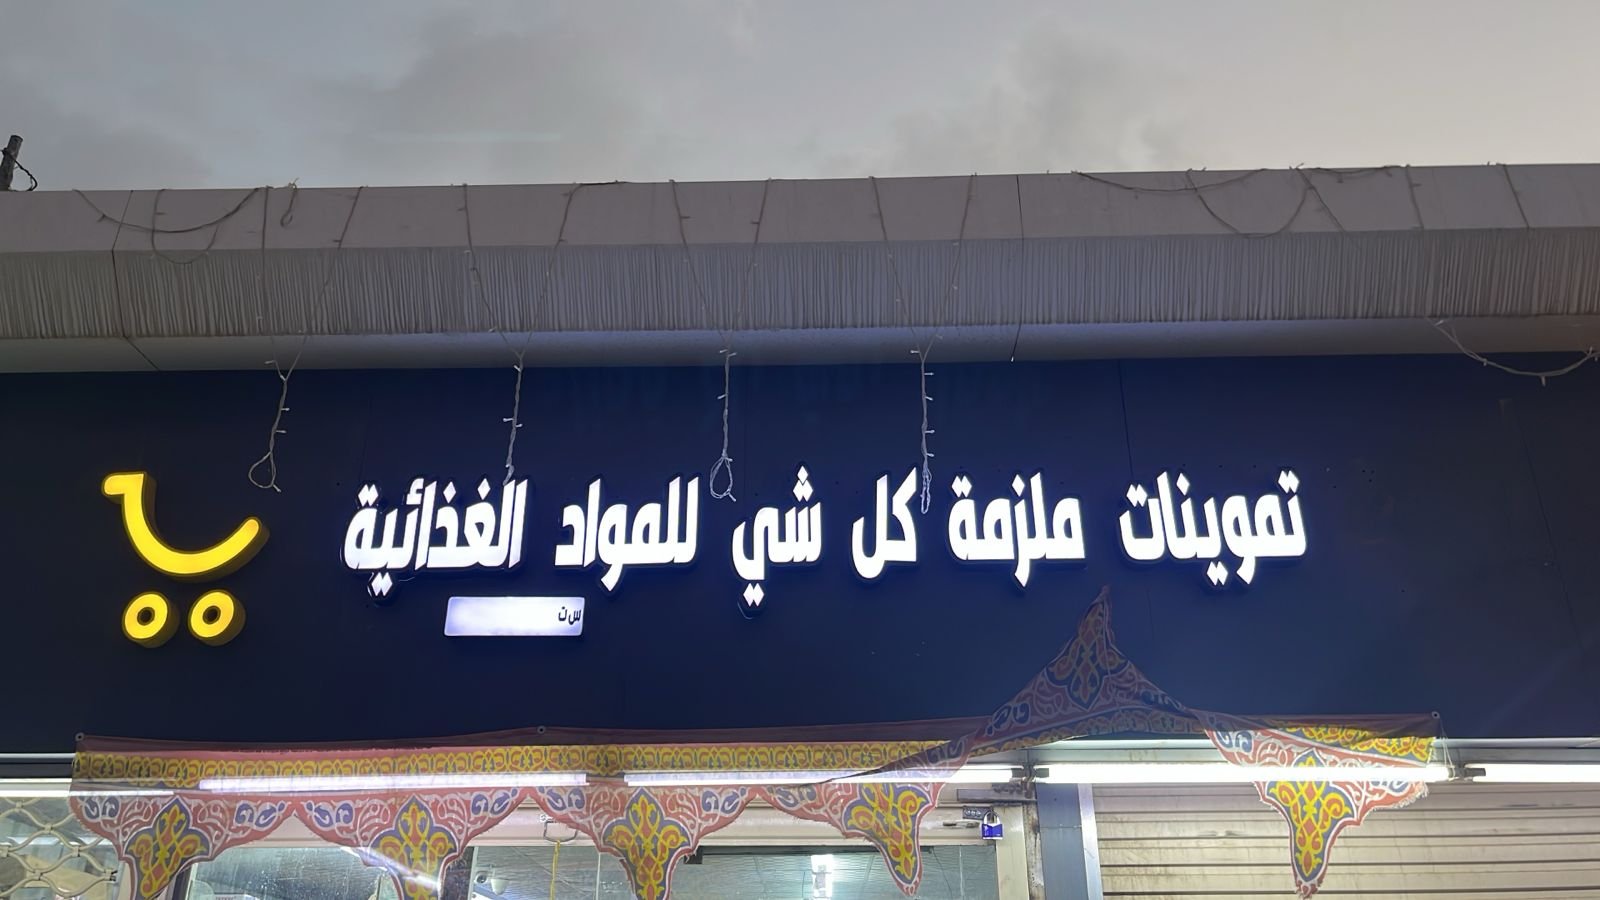 تموينات ملزمة كل شي للمواد الغذائية
س ت